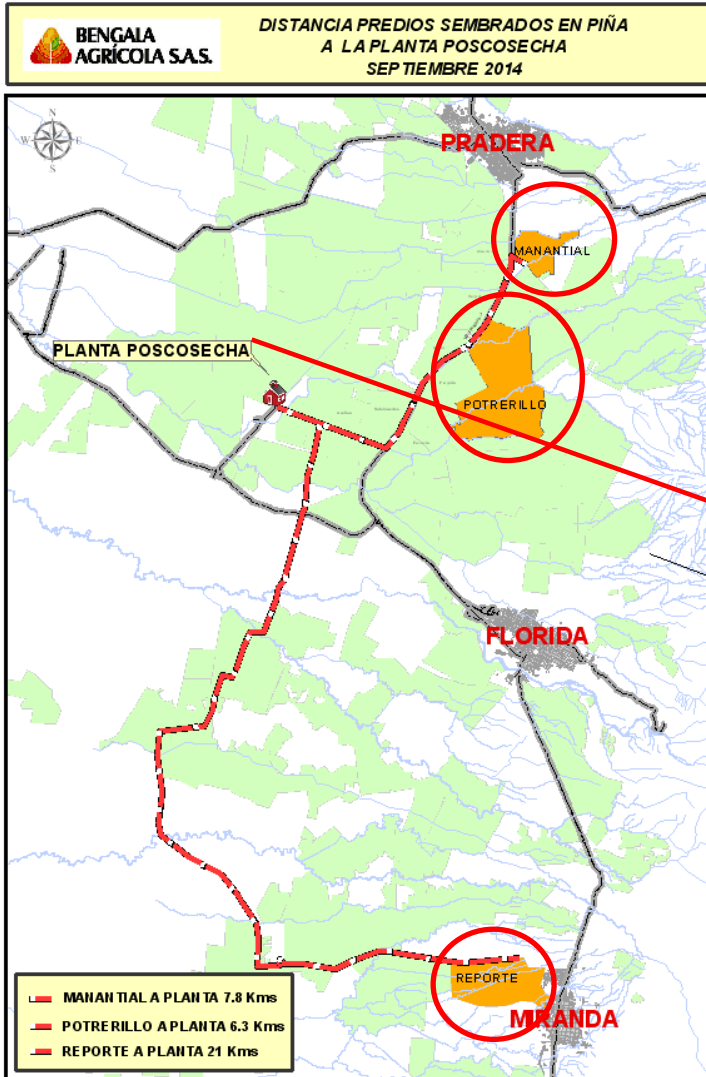 BENGALA
AGRÍCOLA S.A.S.
DISTANCIA PREDIOS SEMBRADOS EN PIÑA
A LA PLANTA POSCOSECHA
SEPTIEMBRE 2014
N
W E
S
PRADERA
MANANTIAL
PLANTA POSCOSECHA
POTRERILLO
FLORIDA
REPORTE
MIRANDA
MANANTIAL A PLANTA 7.8 Kms
POTRERILLO A PLANTA 6.3 Kms
REPORTE A PLANTA 21 Kms